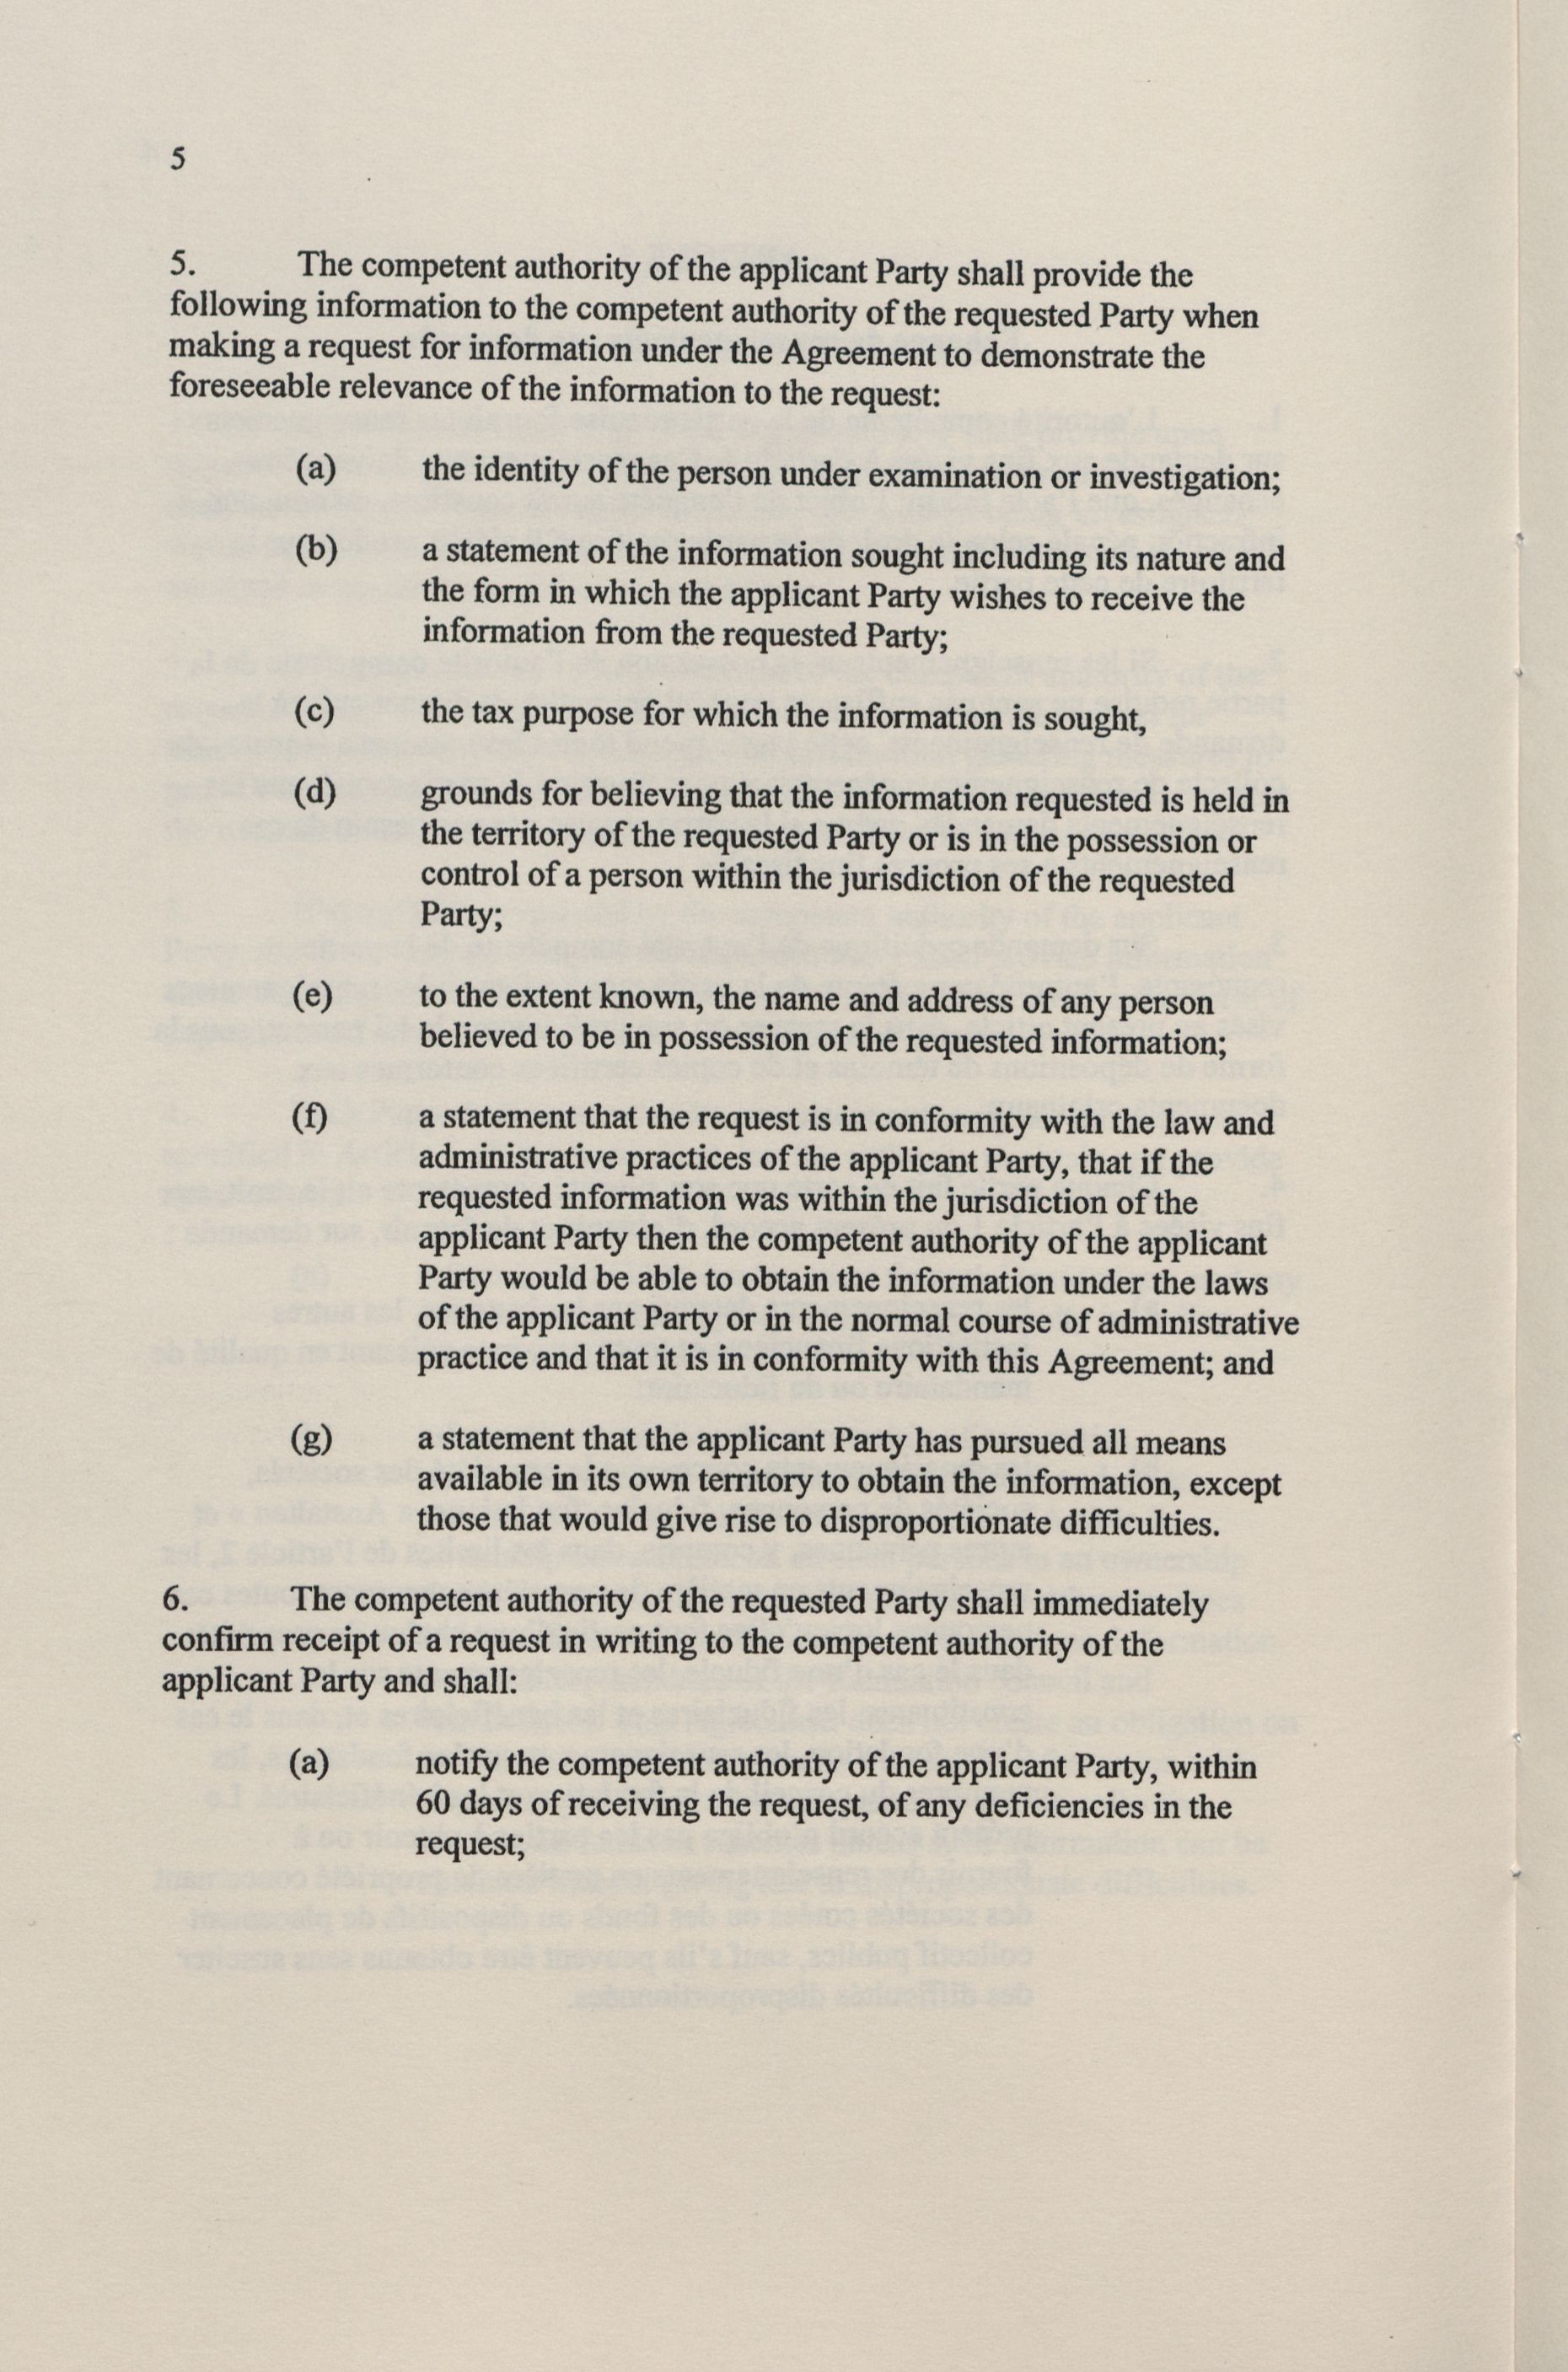 5
5. The competent authority of the applicant Party shall provide the
following information to the competent authority of the requested Party when
making a request for information under the Agreement to demonstrate the
foreseeable relevance of the information to the request:
(a) the identity of the person under examination or investigation;
(b) a statement of the information sought including its nature and
the form in which the applicant Party wishes to receive the
information from the requested Party;
(c) the tax purpose for which the information is sought,
(d) grounds for believing that the information requested is held in
the territory of the requested Party or is in the possession or
control of a person within the jurisdiction of the requested
Party;
(e) to the extent known, the name and address of any person
believed to be in possession of the requested information;
(f) a statement that the request is in conformity with the law and
administrative practices of the applicant Party, that if the
requested information was within the jurisdiction of the
applicant Party then the competent authority of the applicant
Party would be able to obtain the information under the laws
of the applicant Party or in the normal course of administrative
practice and that it is in conformity with this Agreement; and
(g) a statement that the applicant Party has pursued all means
available in its own territory to obtain the information, except
those that would give rise to disproportionate difficulties.
6. The competent authority of the requested Party shall immediately
confirm receipt of a request in writing to the competent authority of the
applicant Party and shall:
(a) notify the competent authority of the applicant Party, within
60 days of receiving the request, of any deficiencies in the
request;